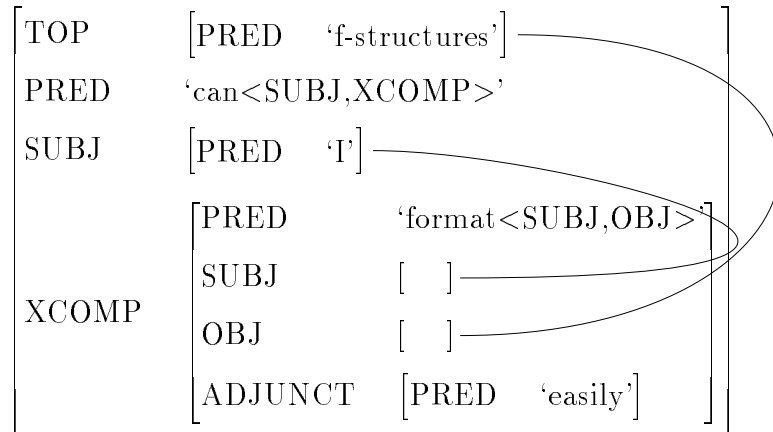 TOP [PRED ‘f-structures’]
PRED ‘can<SUBJ,XCOMP>’
SUBJ [PRED ‘I’]
XCOMP
PRED ‘format<SUBJ,OBJ>’
SUBJ [ ]
OBJ [ ]
ADJUNCT [PRED ‘easily’]